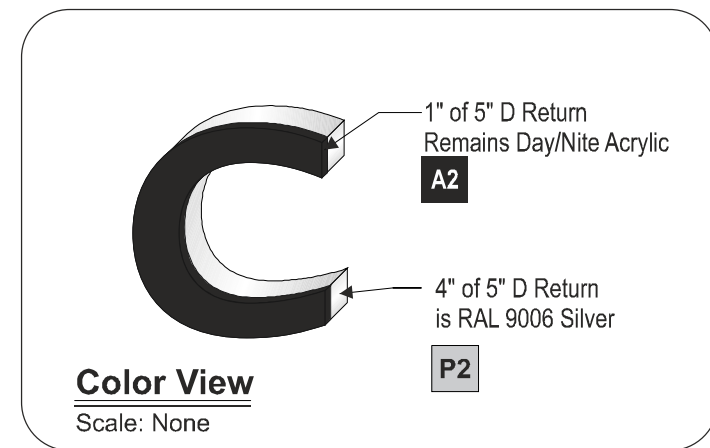 C
1" of 5" D Return
Remains Day/Nite Acrylic
A2
4" of 5" D Return
is RAL 9006 Silver
P2
Color View
Scale: None